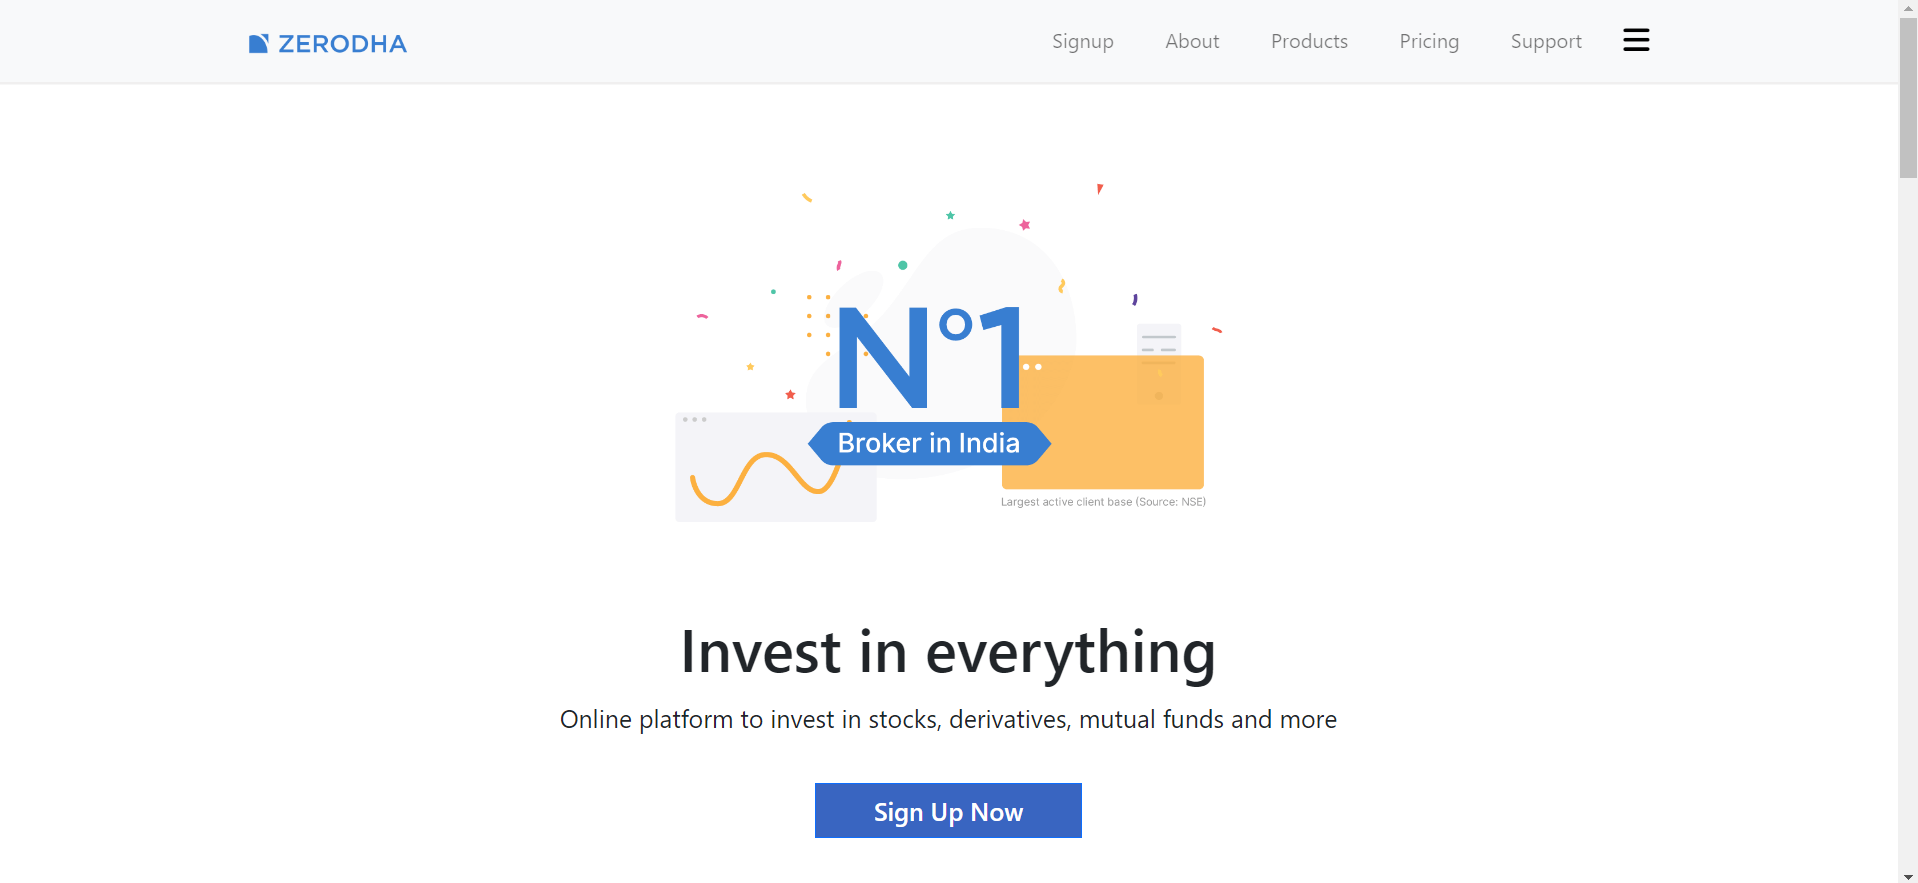 ZERODHA
Signup About Products Pricing Support
N°1
Broker in India
Largest active client base (Source: NSE)
Invest in everything
Online platform to invest in stocks, derivatives, mutual funds and more
Sign Up Now